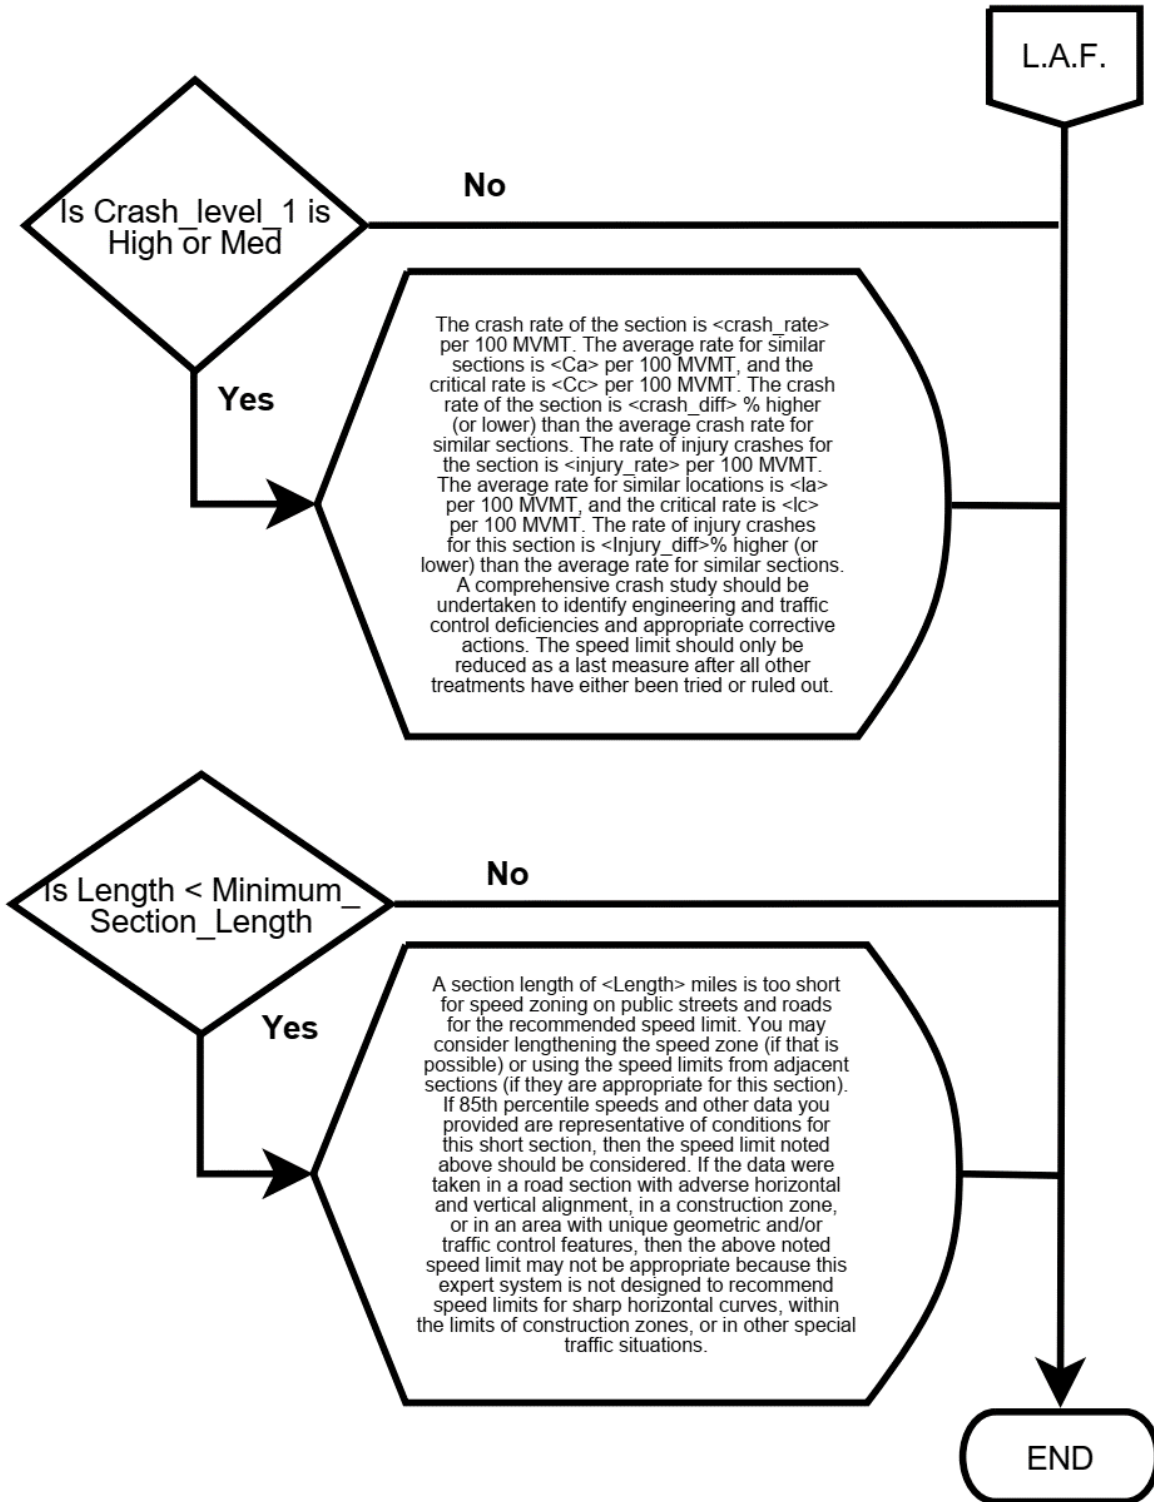 L.A.F.
Is Crash_level_1 is
High or Med
No
Yes
The crash rate of the section is <crash_rate>
per 100 MVMT. The average rate for similar
sections is <Ca> per 100 MVMT, and the
critical rate is <Cc> per 100 MVMT. The crash
rate of the section is <crash_diff> % higher
(or lower) than the average crash rate for
similar sections. The rate of injury crashes for
the section is <injury_rate> per 100 MVMT.
The average rate for similar locations is <Ia>
per 100 MVMT, and the critical rate is <Ic>
per 100 MVMT. The rate of injury crashes
for this section is <Injury_diff>% higher (or
lower) than the average rate for similar sections.
A comprehensive crash study should be
undertaken to identify engineering and traffic
control deficiencies and appropriate corrective
actions. The speed limit should only be
reduced as a last measure after all other
treatments have either been tried or ruled out.
Is Length < Minimum_
Section_Length
No
Yes
A section length of <Length> miles is too short
for speed zoning on public streets and roads
for the recommended speed limit. You may
consider lengthening the speed zone (if that is
possible) or using the speed limits from adjacent
sections (if they are appropriate for this section).
If 85th percentile speeds and other data you
provided are representative of conditions for
this short section, then the speed limit noted
above should be considered. If the data were
taken in a road section with adverse horizontal
and vertical alignment, in a construction zone,
or in an area with unique geometric and/or
traffic control features, then the above noted
speed limit may not be appropriate because this
expert system is not designed to recommend
speed limits for sharp horizontal curves, within
the limits of construction zones, or in other special
traffic situations.
END